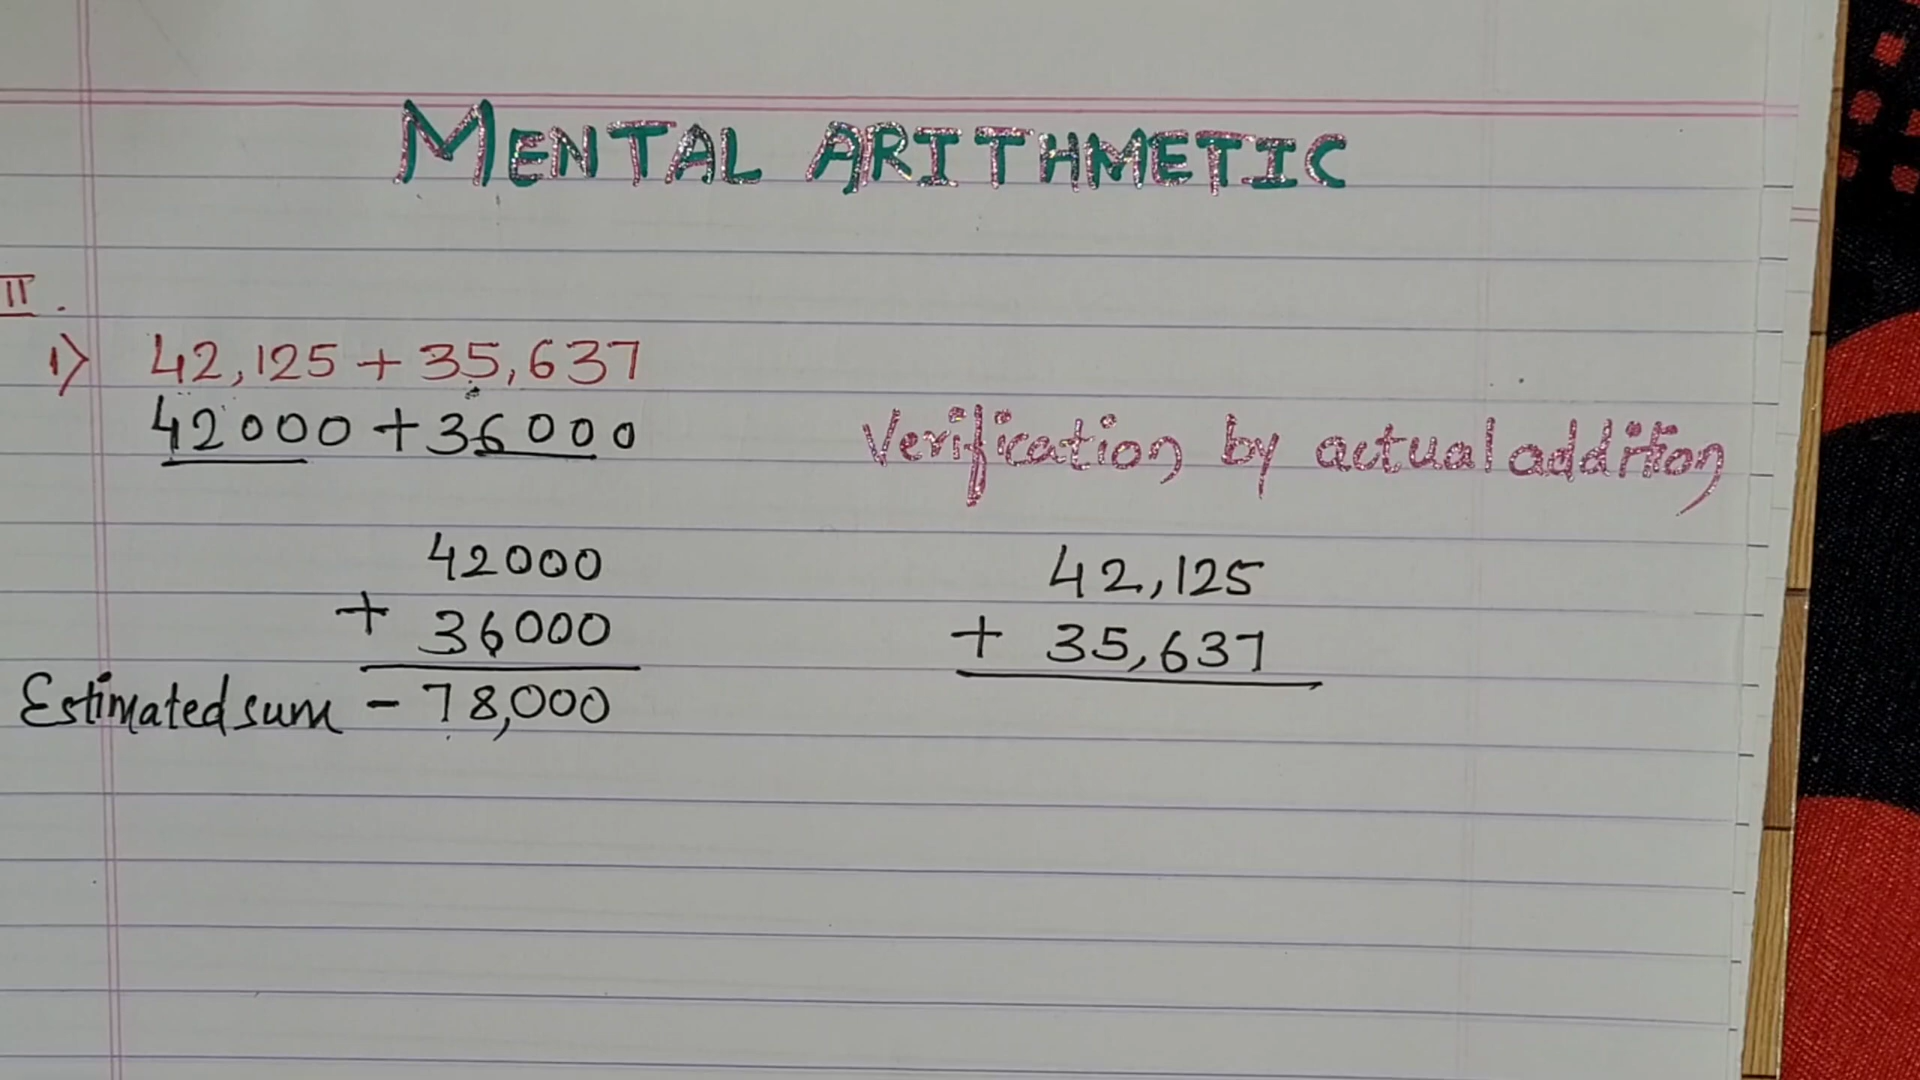 MENTAL ARITHMETIC
II.
1) 42,125 + 35,637
42000 + 36000
Verification by actual addition
42000
+ 36000
Estimated sum - 78,000
42,125
+ 35,637